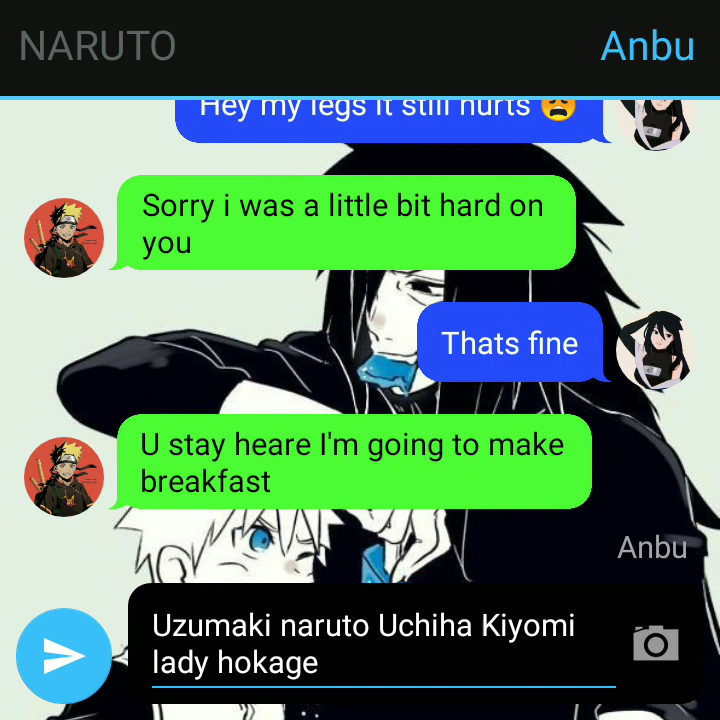 NARUTO
Anbu
Hey my legs it still hurts 😩
Sorry i was a little bit hard on
you
Thats fine
U stay heare I'm going to make
breakfast
Anbu
Uzumaki naruto Uchiha Kiyomi
lady hokage